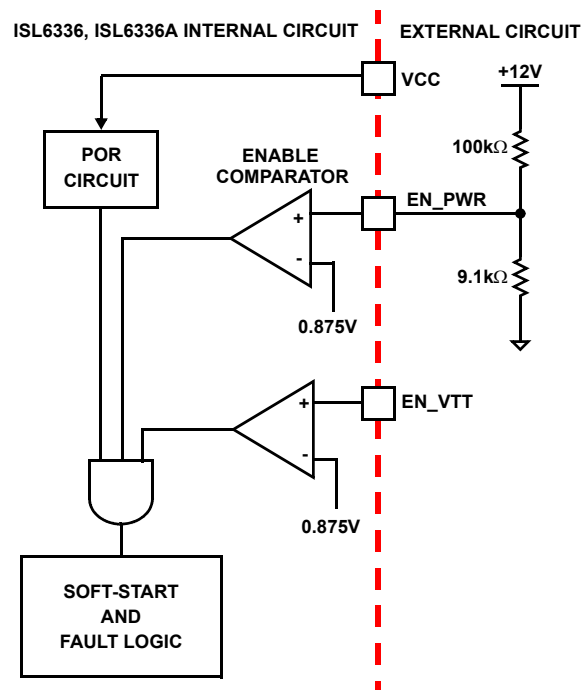 ISL6336, ISL6336A INTERNAL CIRCUIT
EXTERNAL CIRCUIT
VCC
+12V
POR
CIRCUIT
ENABLE
COMPARATOR
100kΩ
+
-
EN_PWR
9.1kΩ
0.875V
+
-
EN_VTT
0.875V
SOFT-START
AND
FAULT LOGIC